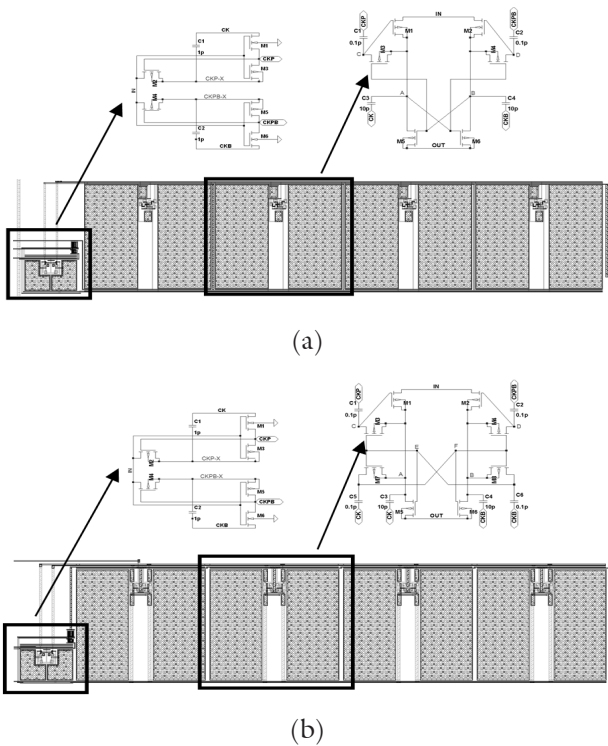 CK
C1
1p
M1
CKP
M3
M2
CKP-X
IN
M4
CKPB-X
M5
CKPB
C2
1p
M6
CKB
CKP
C1
0.1p
IN
CKPB
C2
0.1p
M1
M2
C
D
M3
M4
A
B
C3
10p
CK
C4
10p
CKB
M5
M6
OUT
(a)
CK
C1
1p
M1
CKP
M3
M2
CKP-X
IN
M4
CKPB-X
M5
CKPB
C2
1p
M6
CKB
CKP
C1
0.1p
IN
CKPB
C2
0.1p
M1
M2
C
D
M3
M4
E
F
M7
A
B
C5
0.1p
CK
C3
10p
CK
C4
10p
CKB
C6
0.1p
CKB
M5
OUT
(b)